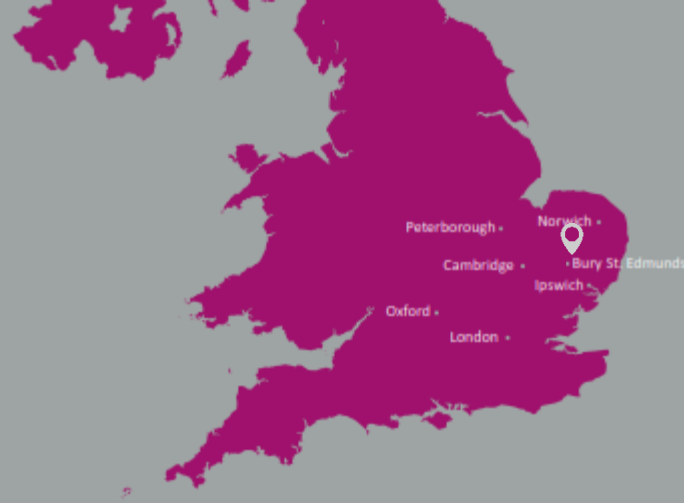 Norwich
Peterborough
Bury St. Edmunds
Cambridge
Ipswich
Oxford
London